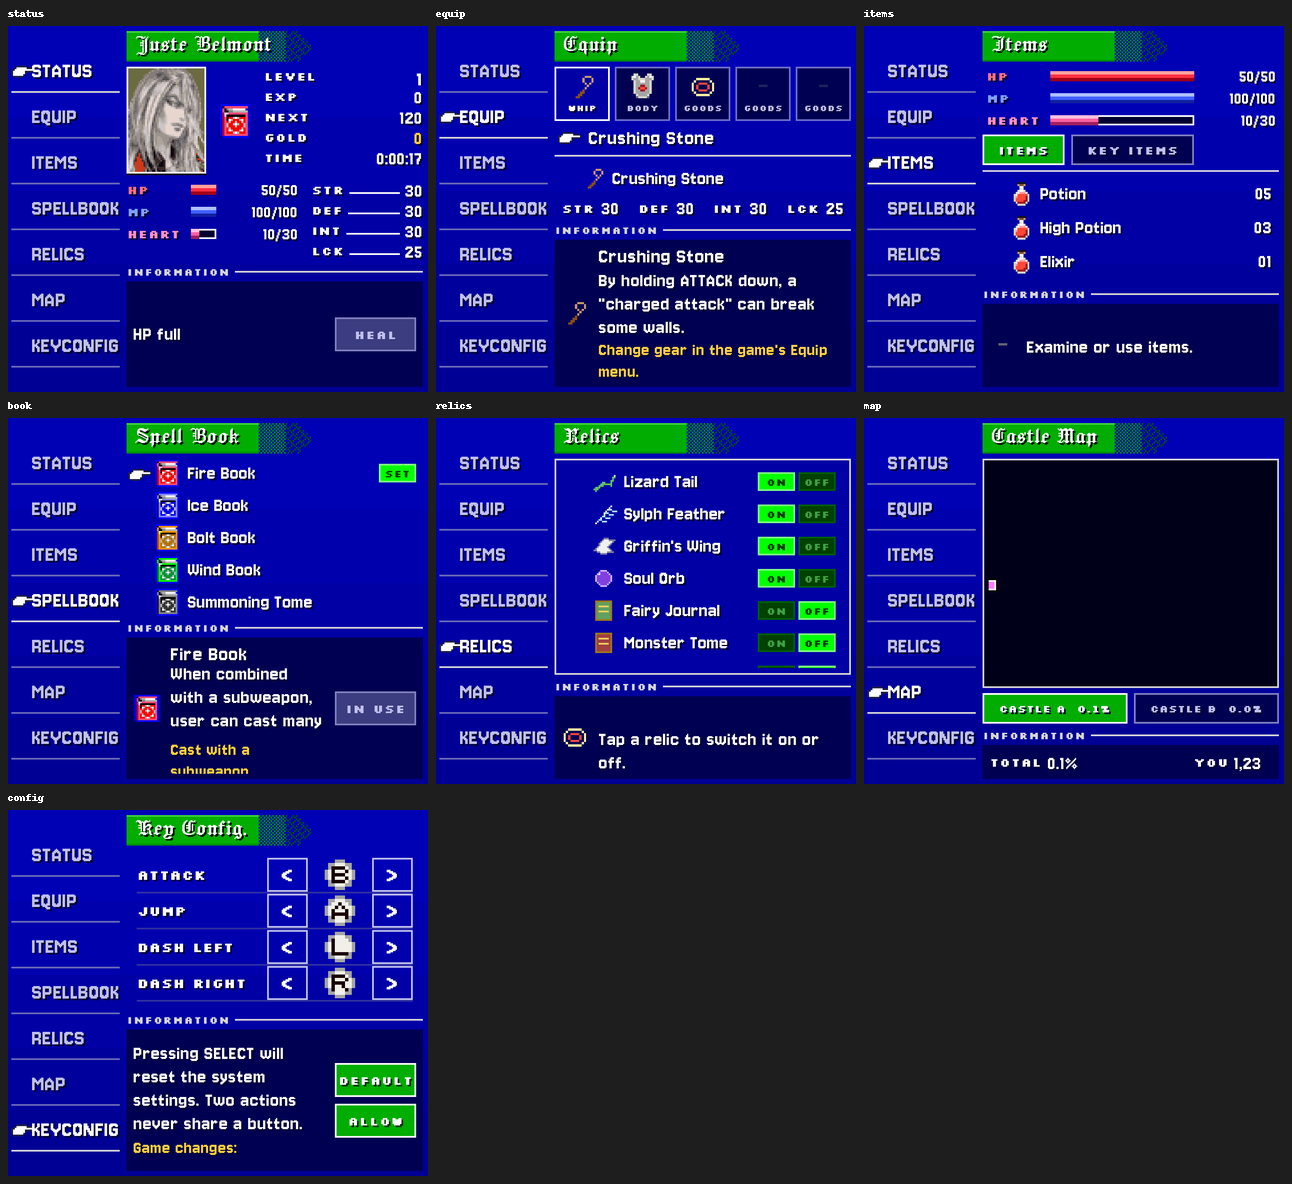 status
Juste Belmont
STATUS
EQUIP
ITEMS
SPELLBOOK
RELICS
MAP
KEYCONFIG
LEVEL 1
EXP 0
NEXT 120
GOLD 0
TIME 0:00:17
HP 50/50
MP 100/100
HEART 10/30
STR 30
DEF 30
INT 30
LCK 25
INFORMATION
HP full
HEAL
equip
Equip
STATUS
EQUIP
ITEMS
SPELLBOOK
RELICS
MAP
KEYCONFIG
WHIP BODY GOODS GOODS GOODS
Crushing Stone
Crushing Stone
STR 30 DEF 30 INT 30 LCK 25
INFORMATION
Crushing Stone
By holding ATTACK down, a
"charged attack" can break
some walls.
Change gear in the game's Equip
menu.
items
Items
STATUS
EQUIP
ITEMS
SPELLBOOK
RELICS
MAP
KEYCONFIG
HP 50/50
MP 100/100
HEART 10/30
ITEMS KEY ITEMS
Potion 05
High Potion 03
Elixir 01
INFORMATION
Examine or use items.
book
Spell Book
STATUS
EQUIP
ITEMS
SPELLBOOK
RELICS
MAP
KEYCONFIG
Fire Book SET
Ice Book
Bolt Book
Wind Book
Summoning Tome
INFORMATION
Fire Book
When combined
with a subweapon,
user can cast many
IN USE
Cast with a
subweapon
relics
Relics
STATUS
EQUIP
ITEMS
SPELLBOOK
RELICS
MAP
KEYCONFIG
Lizard Tail ON OFF
Sylph Feather ON OFF
Griffin's Wing ON OFF
Soul Orb ON OFF
Fairy Journal ON OFF
Monster Tome ON OFF
INFORMATION
Tap a relic to switch it on or
off.
map
Castle Map
STATUS
EQUIP
ITEMS
SPELLBOOK
RELICS
MAP
KEYCONFIG
CASTLE A 0.1% CASTLE B 0.0%
INFORMATION
TOTAL 0.1% YOU 1,23
config
Key Config.
STATUS
EQUIP
ITEMS
SPELLBOOK
RELICS
MAP
KEYCONFIG
ATTACK < B >
JUMP < A >
DASH LEFT < L >
DASH RIGHT < R >
INFORMATION
Pressing SELECT will
reset the system
settings. Two actions
never share a button.
Game changes:
DEFAULT
ALLOW